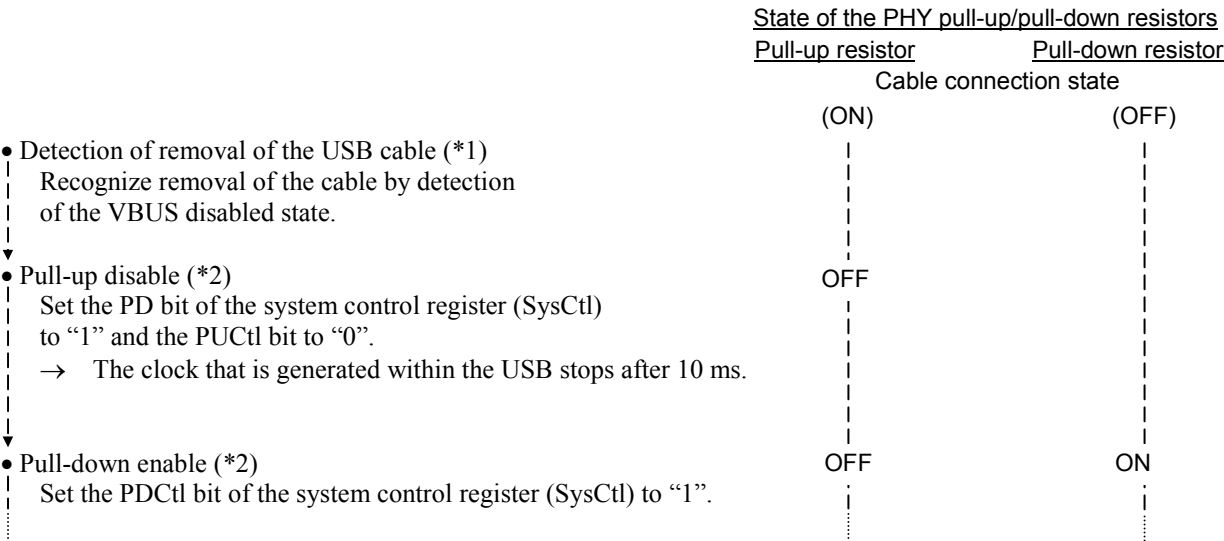 State of the PHY pull-up/pull-down resistors
Pull-up resistor Pull-down resistor
Cable connection state
(ON) (OFF)
• Detection of removal of the USB cable (*1)
Recognize removal of the cable by detection
of the VBUS disabled state.
• Pull-up disable (*2) OFF
Set the PD bit of the system control register (SysCtl)
to “1” and the PUCtl bit to “0”.
→ The clock that is generated within the USB stops after 10 ms.
• Pull-down enable (*2) OFF ON
Set the PDCtl bit of the system control register (SysCtl) to “1”.